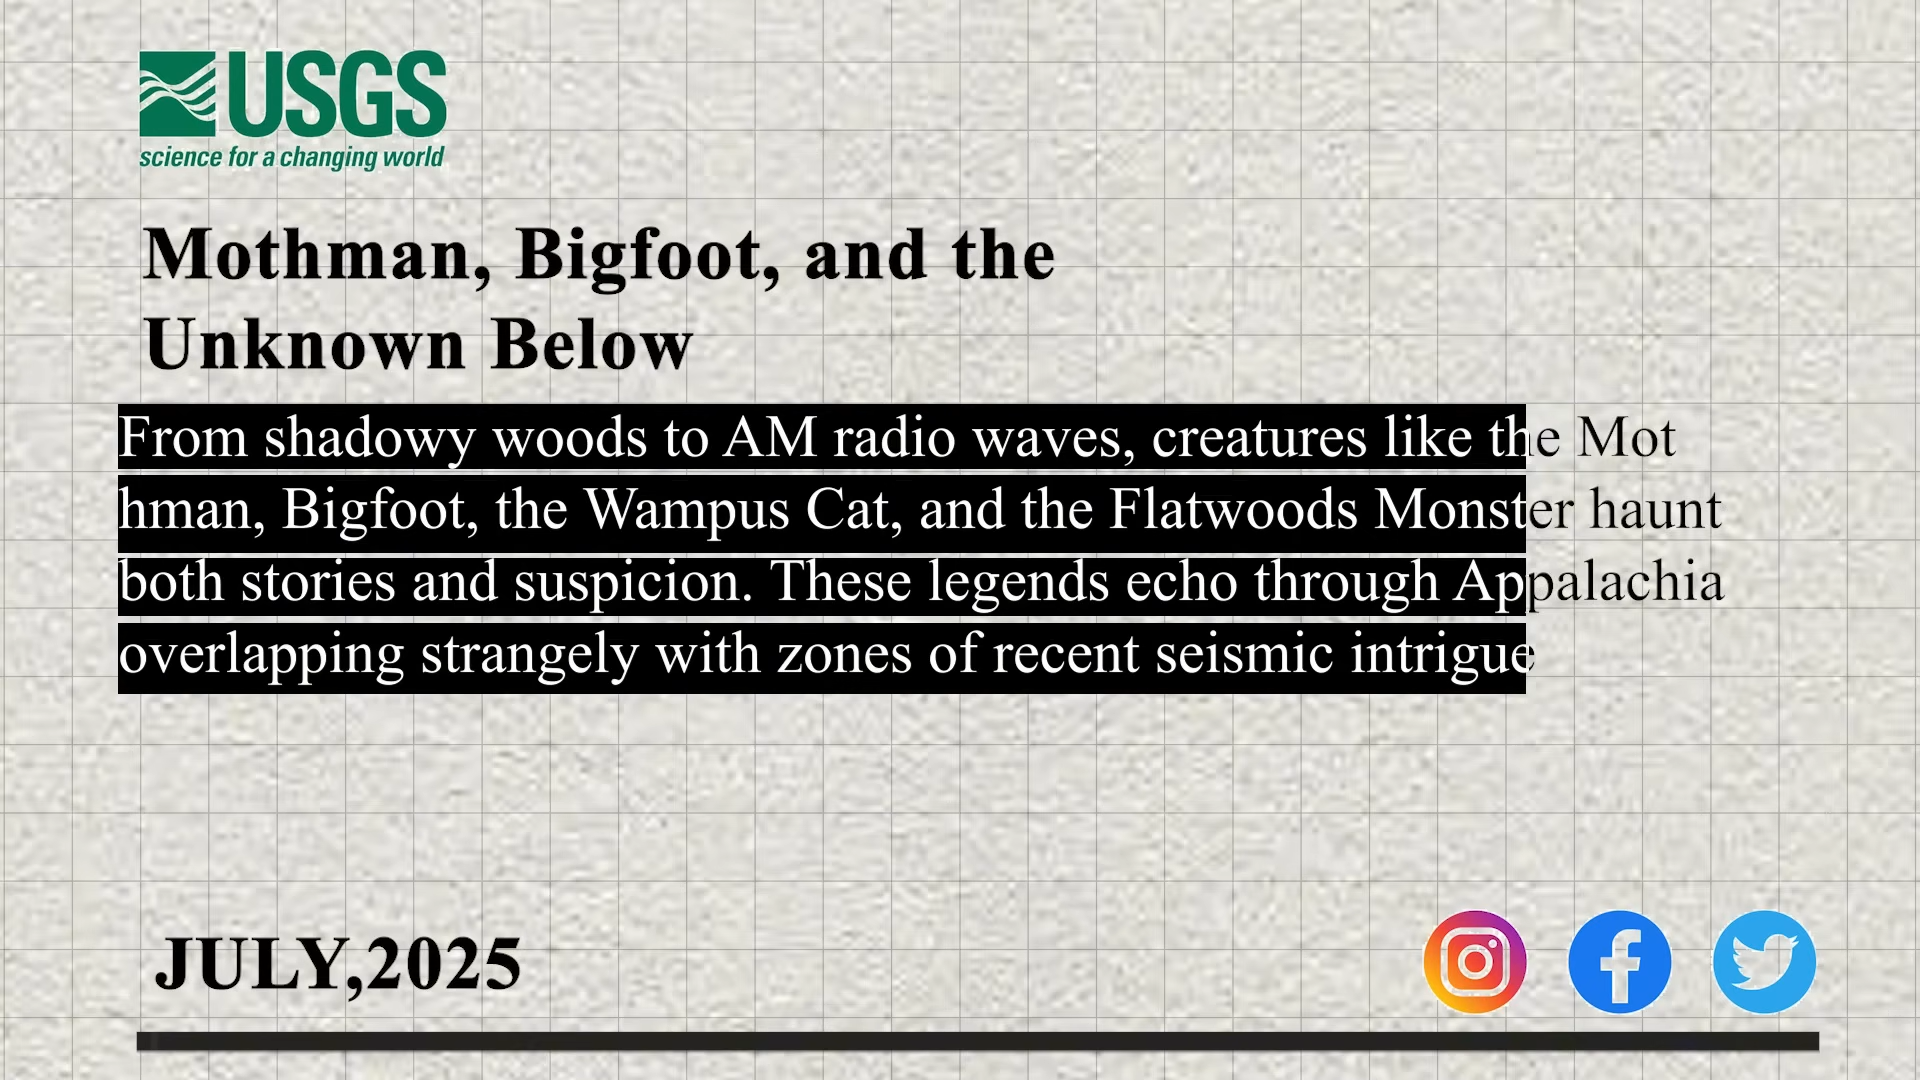 USGS
science for a changing world
Mothman, Bigfoot, and the
Unknown Below
From shadowy woods to AM radio waves, creatures like the Mot
hman, Bigfoot, the Wampus Cat, and the Flatwoods Monster haunt
both stories and suspicion. These legends echo through Appalachia
overlapping strangely with zones of recent seismic intrigue
JULY,2025